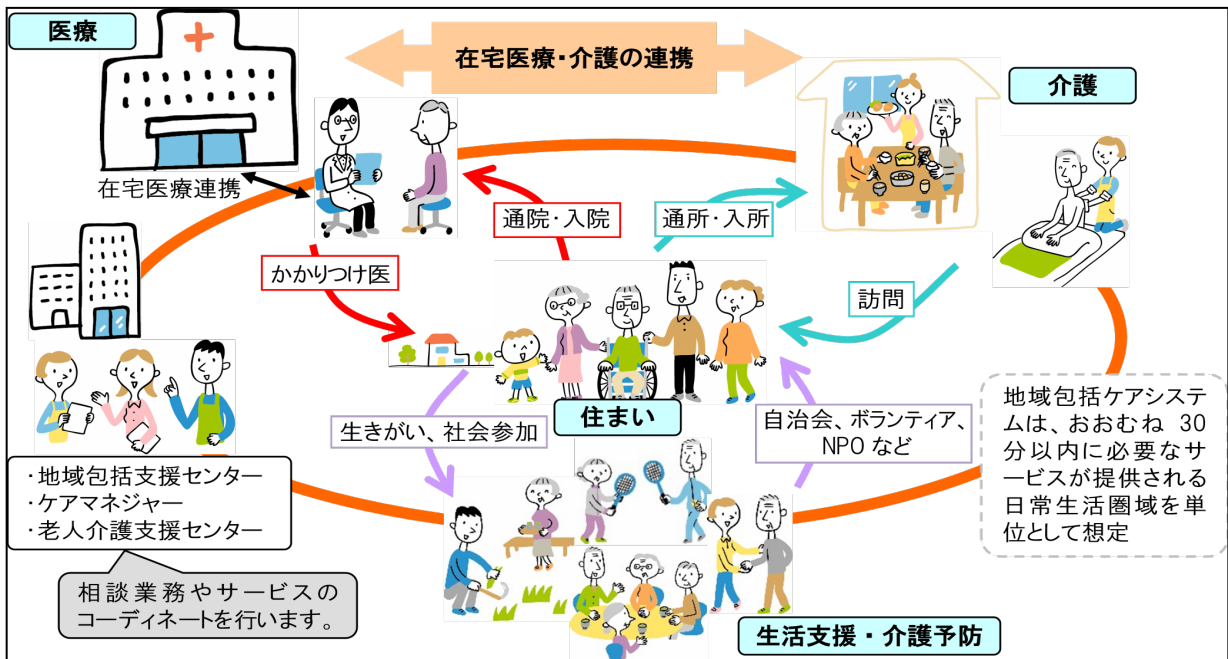 医療
在宅医療・介護の連携
介護
在宅医療連携
通院・入院
通所・入所
かかりつけ医
訪問
住まい
生きがい、社会参加
自治会、ボランティア、
NPO など
地域包括ケアシステ
ムは、おおむね 30
分以内に必要なサ
ービスが提供される
日常生活圏域を単
位として想定
・地域包括支援センター
・ケアマネジャー
・老人介護支援センター
相談業務やサービスの
コーディネートを行います。
生活支援・介護予防